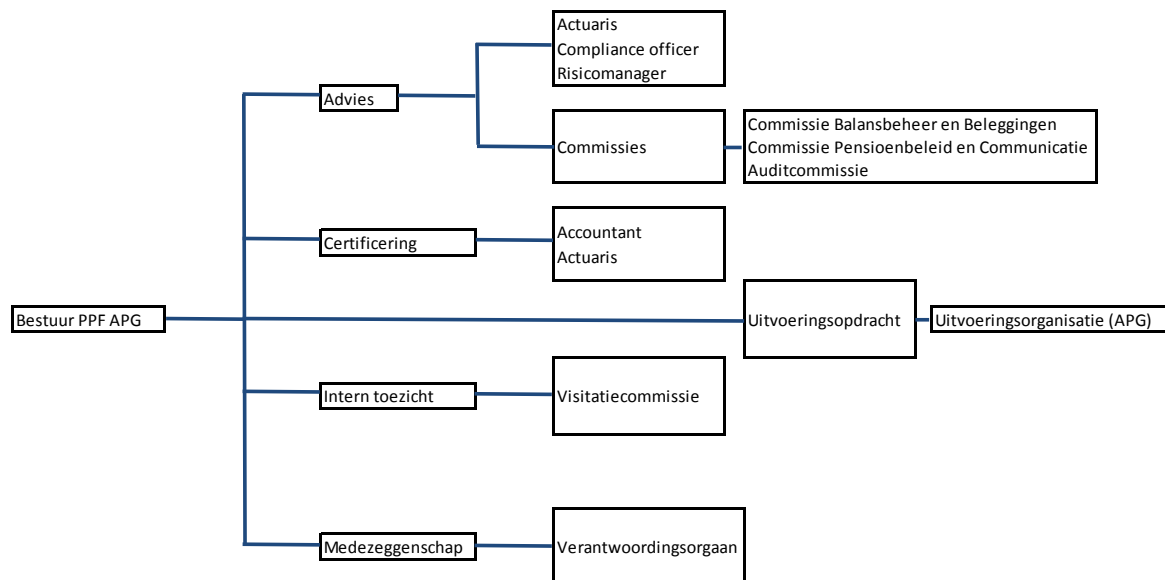 Actuaris
Compliance officer
Risicomanager
Advies
Commissies
Commissie Balansbeheer en Beleggingen
Commissie Pensioenbeleid en Communicatie
Auditcommissie
Certificering
Accountant
Actuaris
Bestuur PPF APG
Uitvoeringsopdracht
Uitvoeringsorganisatie (APG)
Intern toezicht
Visitatiecommissie
Medezeggenschap
Verantwoordingsorgaan